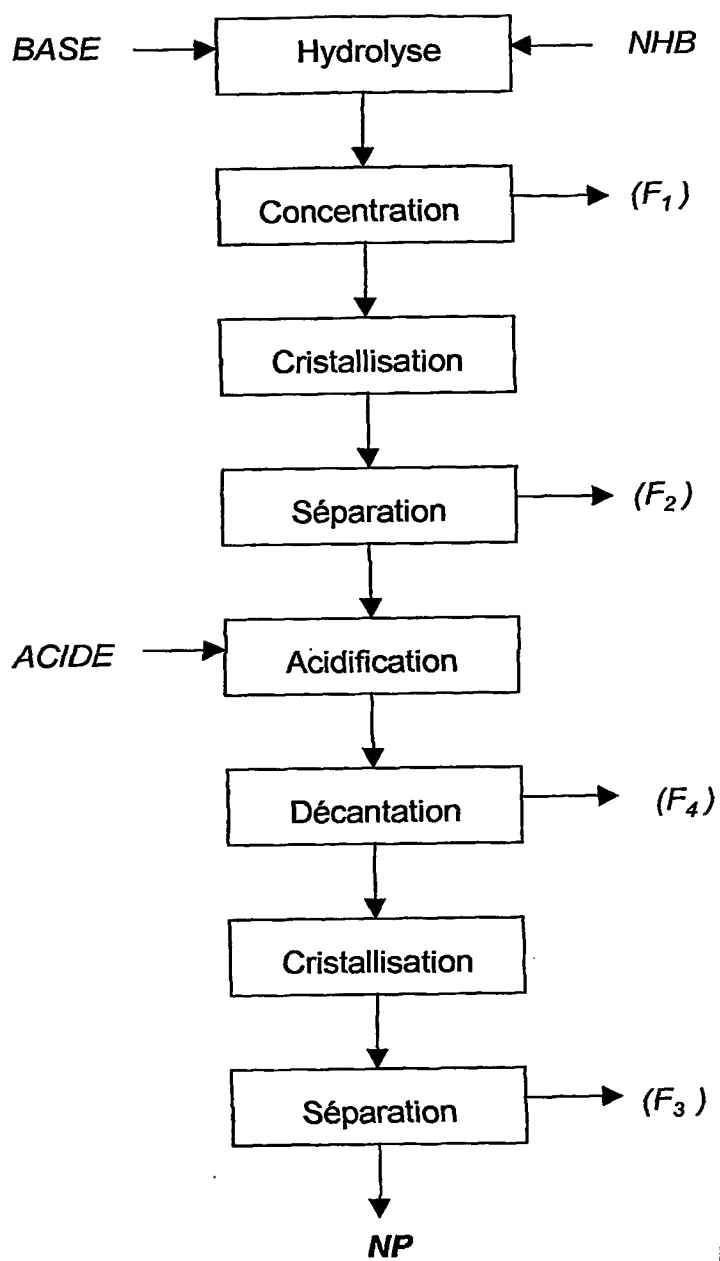 BASE
Hydrolyse
NHB
Concentration
(F1)
Cristallisation
Séparation
(F2)
ACIDE
Acidification
Décantation
(F4)
Cristallisation
Séparation
(F3)
NP